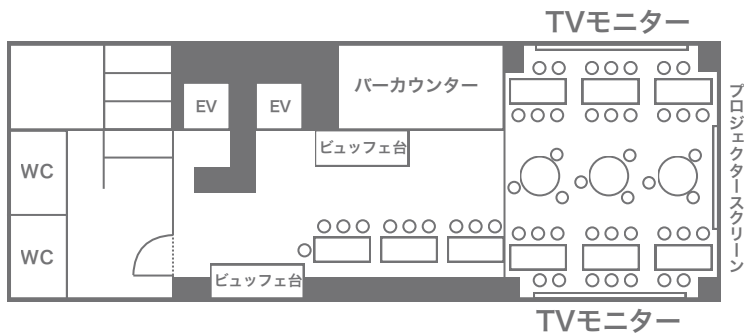 TVモニター
EV
EV
バーカウンター
プロジェクタースクリーン
ビュッフェ台
WC
WC
ビュッフェ台
TVモニター